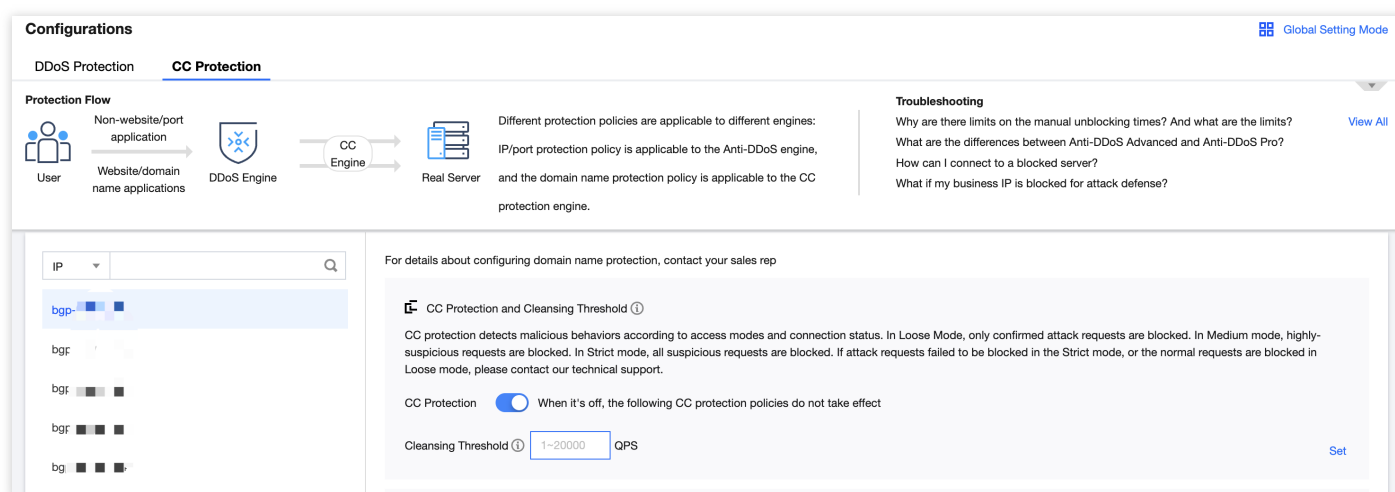 Configurations
Global Setting Mode
DDoS Protection
CC Protection
Protection Flow
Non-website/port
application
Website/domain
name applications
User
DDoS Engine
CC
Engine
Real Server
Different protection policies are applicable to different engines:
IP/port protection policy is applicable to the Anti-DDoS engine,
and the domain name protection policy is applicable to the CC
protection engine.
Troubleshooting
Why are there limits on the manual unblocking times? And what are the limits?
View All
What are the differences between Anti-DDoS Advanced and Anti-DDoS Pro?
How can I connect to a blocked server?
What if my business IP is blocked for attack defense?
IP
bgp-
bgp
bgp
bgp
bg
For details about configuring domain name protection, contact your sales rep
CC Protection and Cleansing Threshold
CC protection detects malicious behaviors according to access modes and connection status. In Loose Mode, only confirmed attack requests are blocked. In Medium mode, highly-
suspicious requests are blocked. In Strict mode, all suspicious requests are blocked. If attack requests failed to be blocked in the Strict mode, or the normal requests are blocked in
Loose mode, please contact our technical support.
CC Protection
When it's off, the following CC protection policies do not take effect
Cleansing Threshold
1~20000
QPS
Set